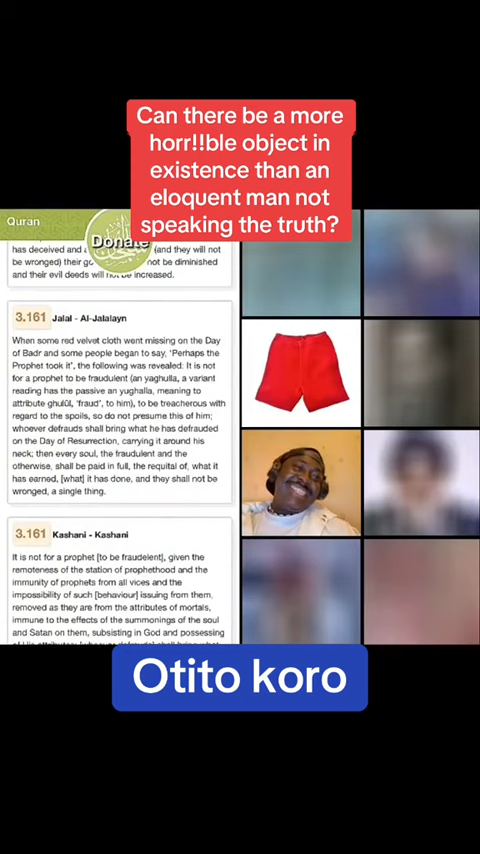 Can there be a more
horr!!ble object in
existence than an
eloquent man not
speaking the truth?
Quran
Donate
has deceived and a (and they will not
be wronged) their go not be diminished
and their evil deeds will not be increased.
3.161 Jalal - Al-Jalalayn
When some red velvet cloth went missing on the Day
of Badr and some people began to say, 'Perhaps the
Prophet took it', the following was revealed: It is not
for a prophet to be fraudulent (an yaghulla, a variant
reading has the passive an yughalla, meaning to
attribute ghulūl, 'fraud', to him), to be treacherous with
regard to the spoils, so do not presume this of him;
whoever defrauds shall bring what he has defrauded
on the Day of Resurrection, carrying it around his
neck; then every soul, the fraudulent and the
otherwise, shall be paid in full, the requital of, what it
has earned, [what] it has done, and they shall not be
wronged, a single thing.
3.161 Kashani - Kashani
It is not for a prophet [to be fraudelent], given the
remoteness of the station of prophethood and the
immunity of prophets from all vices and the
impossibility of such [behaviour] issuing from them,
removed as they are from the attributes of mortals,
immune to the effects of the summonings of the soul
and Satan on them, subsisting in God and possessing
Otito koro